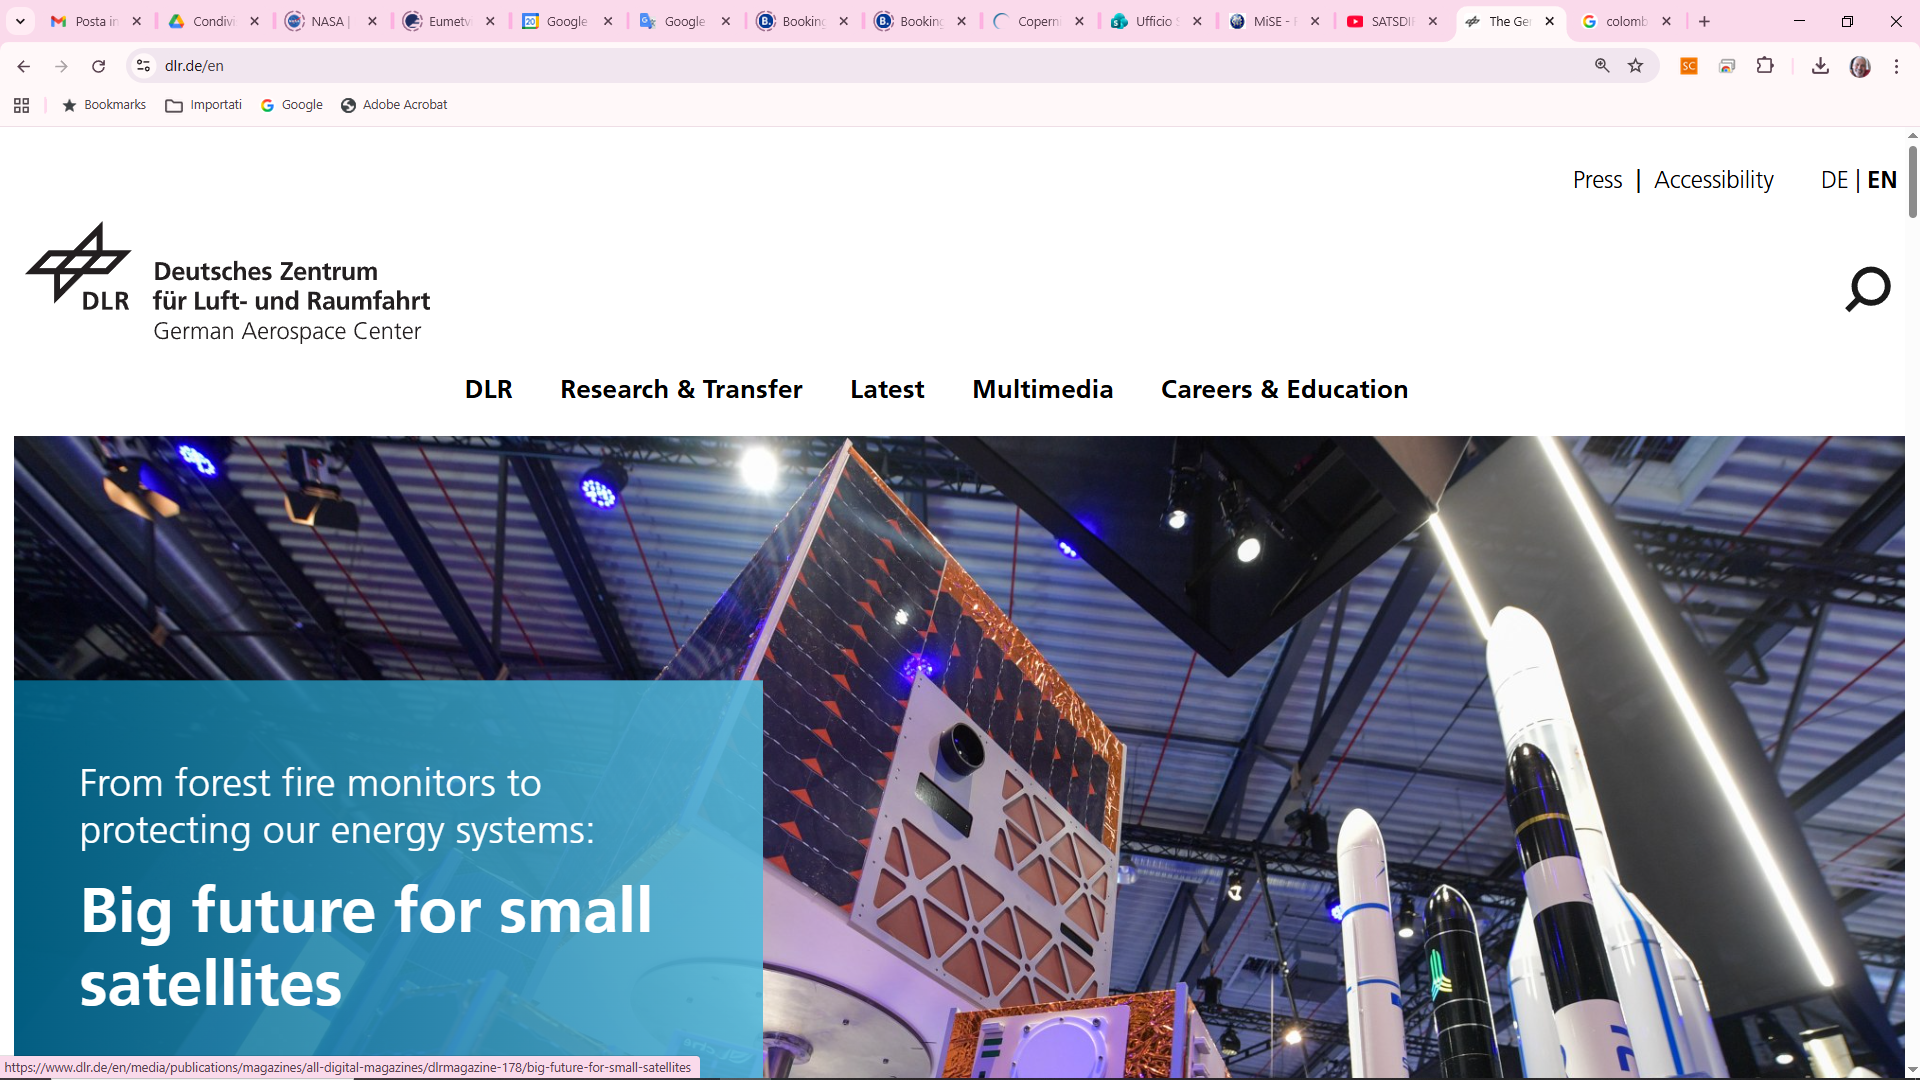 Posta in
Condivi
NASA |
Eumetv
Google
Google
Booking
Booking
Copern
Ufficio S
MiSE - F
SATSDIF
The Ger
colomb
dlr.de/en
SC
Bookmarks
Importati
Google
Adobe Acrobat
Press | Accessibility DE | EN
DLR
Deutsches Zentrum
für Luft- und Raumfahrt
German Aerospace Center
DLR Research & Transfer Latest Multimedia Careers & Education
From forest fire monitors to
protecting our energy systems:
Big future for small
satellites
https://www.dlr.de/en/media/publications/magazines/all-digital-magazines/dlrmagazine-178/big-future-for-small-satellites